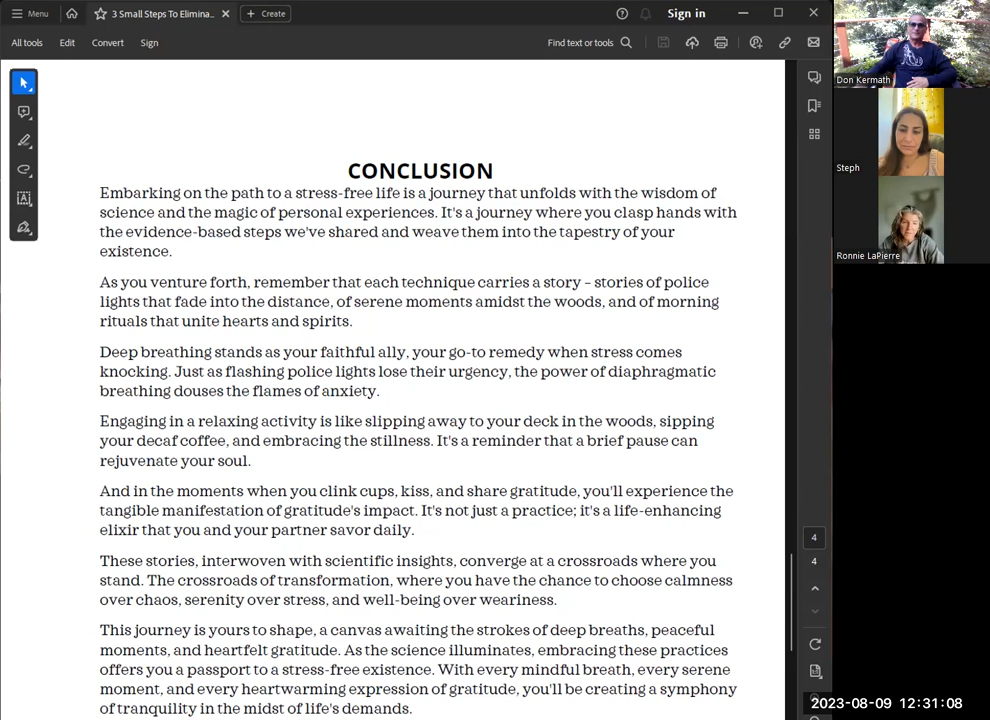 Menu
3 Small Steps To Elimina...
Create
Sign in
All tools
Edit
Convert
Sign
Find text or tools
CONCLUSION
Embarking on the path to a stress-free life is a journey that unfolds with the wisdom of
science and the magic of personal experiences. It's a journey where you clasp hands with
the evidence-based steps we've shared and weave them into the tapestry of your
existence.
As you venture forth, remember that each technique carries a story – stories of police
lights that fade into the distance, of serene moments amidst the woods, and of morning
rituals that unite hearts and spirits.
Deep breathing stands as your faithful ally, your go-to remedy when stress comes
knocking. Just as flashing police lights lose their urgency, the power of diaphragmatic
breathing douses the flames of anxiety.
Engaging in a relaxing activity is like slipping away to your deck in the woods, sipping
your decaf coffee, and embracing the stillness. It's a reminder that a brief pause can
rejuvenate your soul.
And in the moments when you clink cups, kiss, and share gratitude, you'll experience the
tangible manifestation of gratitude's impact. It's not just a practice; it's a life-enhancing
elixir that you and your partner savor daily.
These stories, interwoven with scientific insights, converge at a crossroads where you
stand. The crossroads of transformation, where you have the chance to choose calmness
over chaos, serenity over stress, and well-being over weariness.
This journey is yours to shape, a canvas awaiting the strokes of deep breaths, peaceful
moments, and heartfelt gratitude. As the science illuminates, embracing these practices
offers you a passport to a stress-free existence. With every mindful breath, every serene
moment, and every heartwarming expression of gratitude, you'll be creating a symphony
of tranquility in the midst of life's demands.
4
4
Don Kermath
Steph
Ronnie LaPierre
2023-08-09 12:31:08